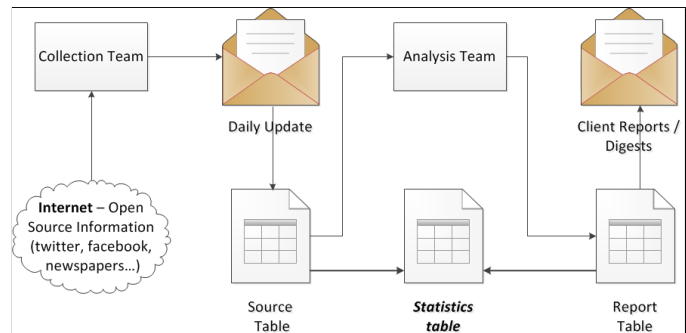 Collection Team
Daily Update
Analysis Team
Client Reports /
Digests
Internet – Open
Source Information
(twitter, facebook,
newspapers…)
Source
Table
Statistics
table
Report
Table